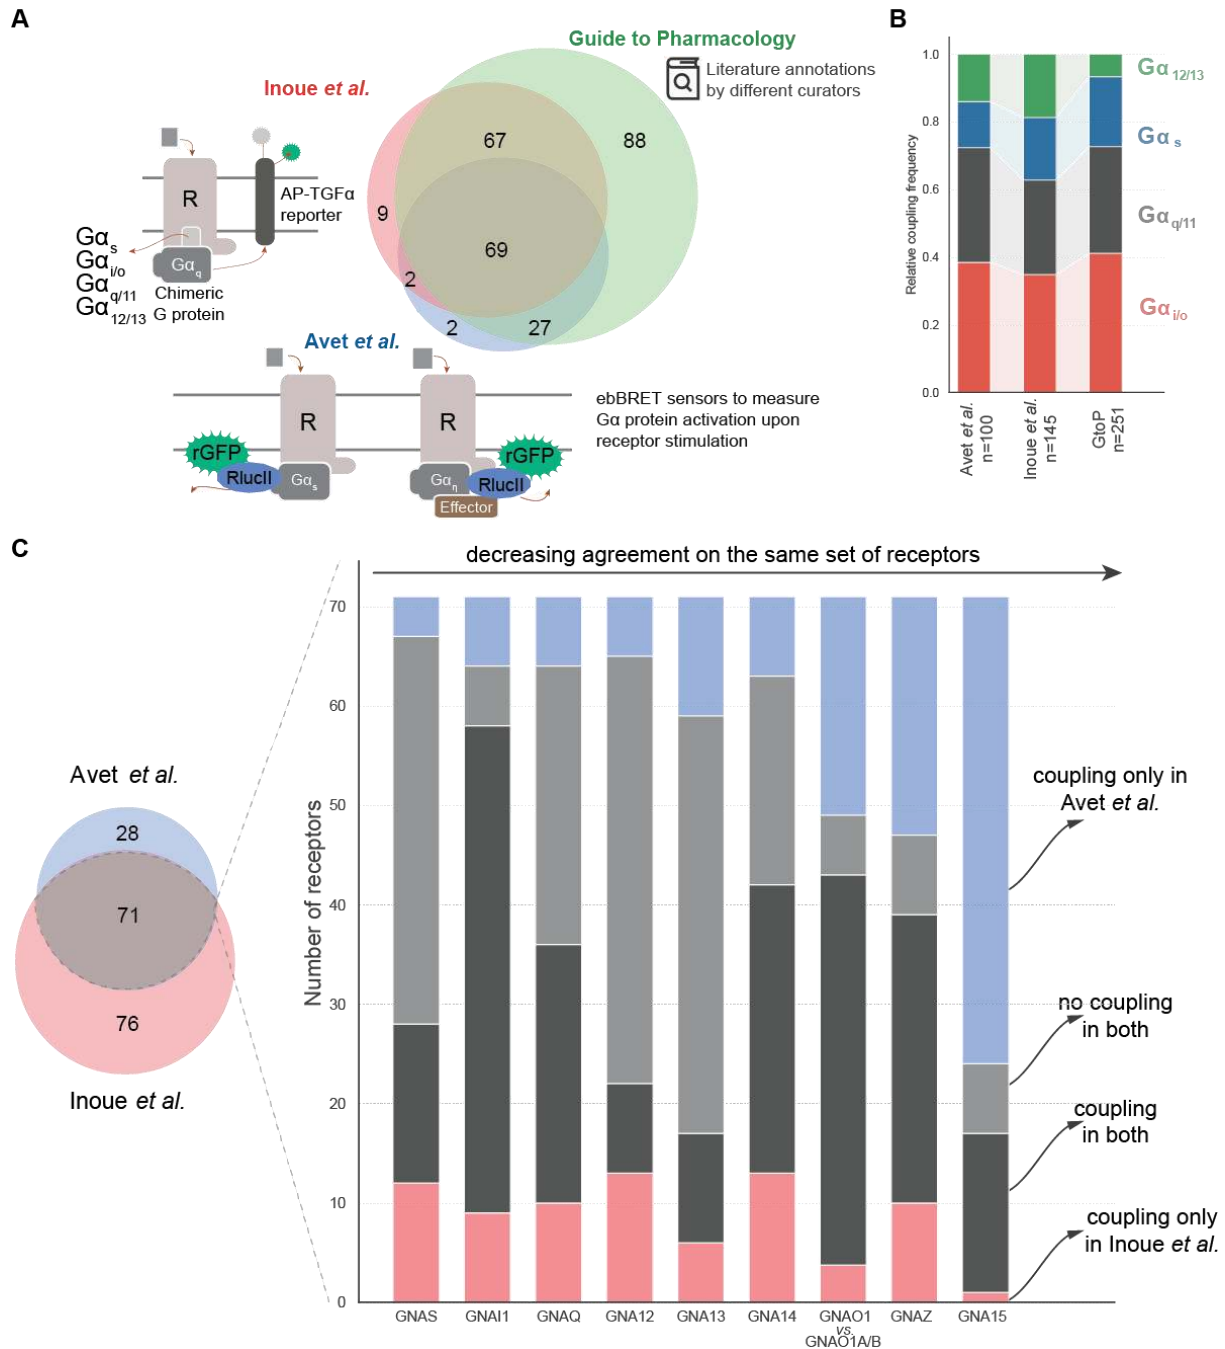 A
Guide to Pharmacology
Literature annotations
by different curators
Inoue et al.
67
88
9
69
2
2
27
R
AP-TGFα
reporter
Gαs
Gαi/o
Gαq/11
Gα12/13
Gαq
Chimeric
G protein
Avet et al.
R
R
rGFP
RlucII
Gαs
Gαη
RlucII
rGFP
Effector
ebBRET sensors to measure
Gα protein activation upon
receptor stimulation
B
Relative coupling frequency
1.0
0.8
0.6
0.4
0.2
0.0
Gα12/13
Gαs
Gαq/11
Gαi/o
Avet et al.
n=100
Inoue et al.
n=145
GtoP
n=251
C
decreasing agreement on the same set of receptors
Avet et al.
28
71
76
Inoue et al.
Number of receptors
70
60
50
40
30
20
10
0
coupling only in
Avet et al.
no coupling
in both
coupling
in both
coupling only
in Inoue et al.
GNAS
GNAI1
GNAQ
GNA12
GNA13
GNA14
GNAO1
vs.
GNAO1A/B
GNAZ
GNA15